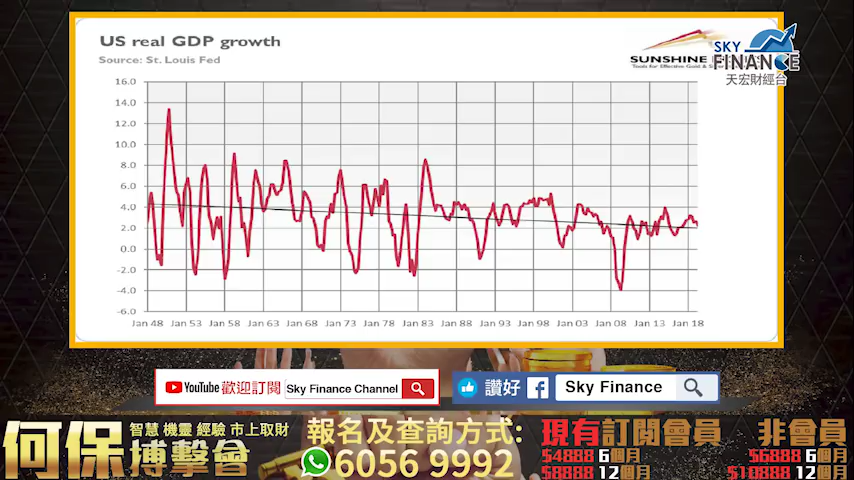 US real GDP growth
Source: St. Louis Fed
SUNSHINE
SKY
FINANCE
天宏財經台
16.0
14.0
12.0
10.0
8.0
6.0
4.0
2.0
0.0
-2.0
-4.0
-6.0
Jan 48 Jan 53 Jan 58 Jan 63 Jan 68 Jan 73 Jan 78 Jan 83 Jan 88 Jan 93 Jan 98 Jan 03 Jan 08 Jan 13 Jan 18
YouTube 歡迎訂閱 Sky Finance Channel
讚好 f Sky Finance
何保
搏擊會
智慧 機靈 經驗 市上取財
報名及查詢方式:
6056 9992
現有訂閱會員 非會員
$4888 6個月 $6888 6個月
$8888 12個月 $10888 12個月